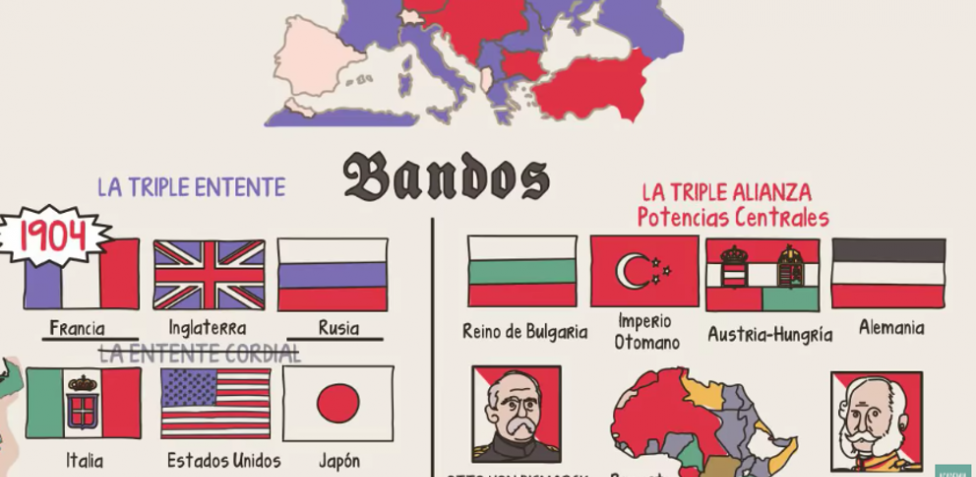 Bandos
LA TRIPLE ENTENTE
1904
Francia
Inglaterra
Rusia
LA ENTENTE CORDIAL
Italia
Estados Unidos
Japón
LA TRIPLE ALIANZA
Potencias Centrales
Reino de Bulgaria
Imperio
Otomano
Austria-Hungría
Alemania